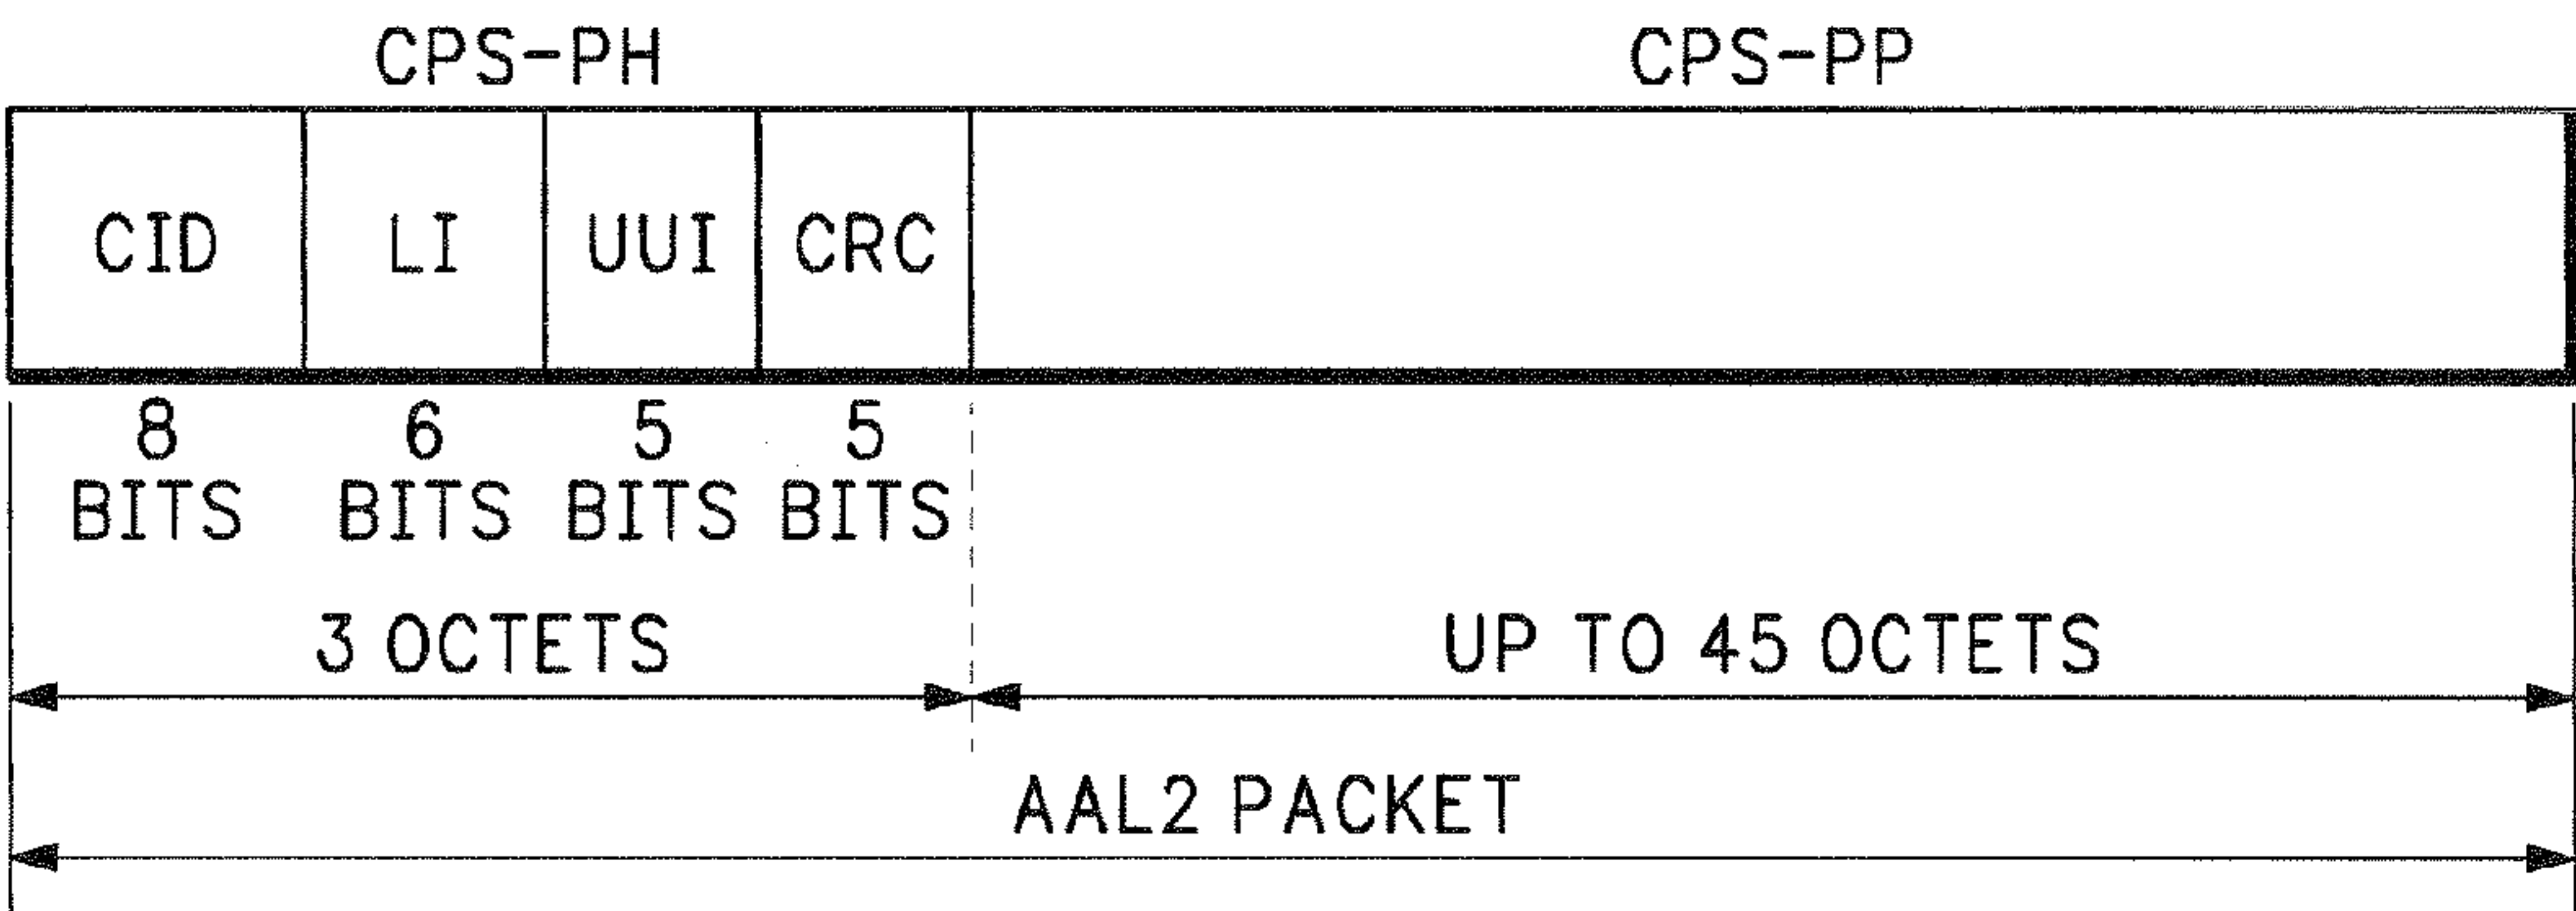 CPS-PH CPS-PP
CID LI UUI CRC
8 6 5 5
BITS BITS BITS BITS
3 OCTETS UP TO 45 OCTETS
AAL2 PACKET